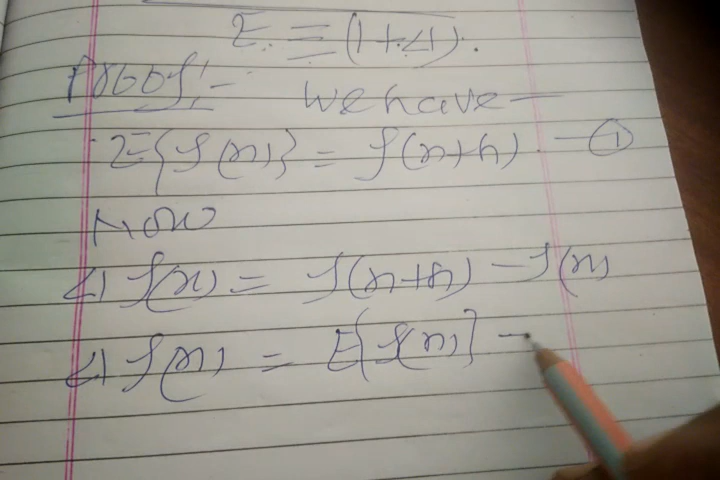 E ≡ (1+Δ).
Proof:- We have —
E{f(x)} = f(x+h). — ①
Now
Δ f(x) = f(x+h) - f(x)
Δ f(x) = E{f(x)} -